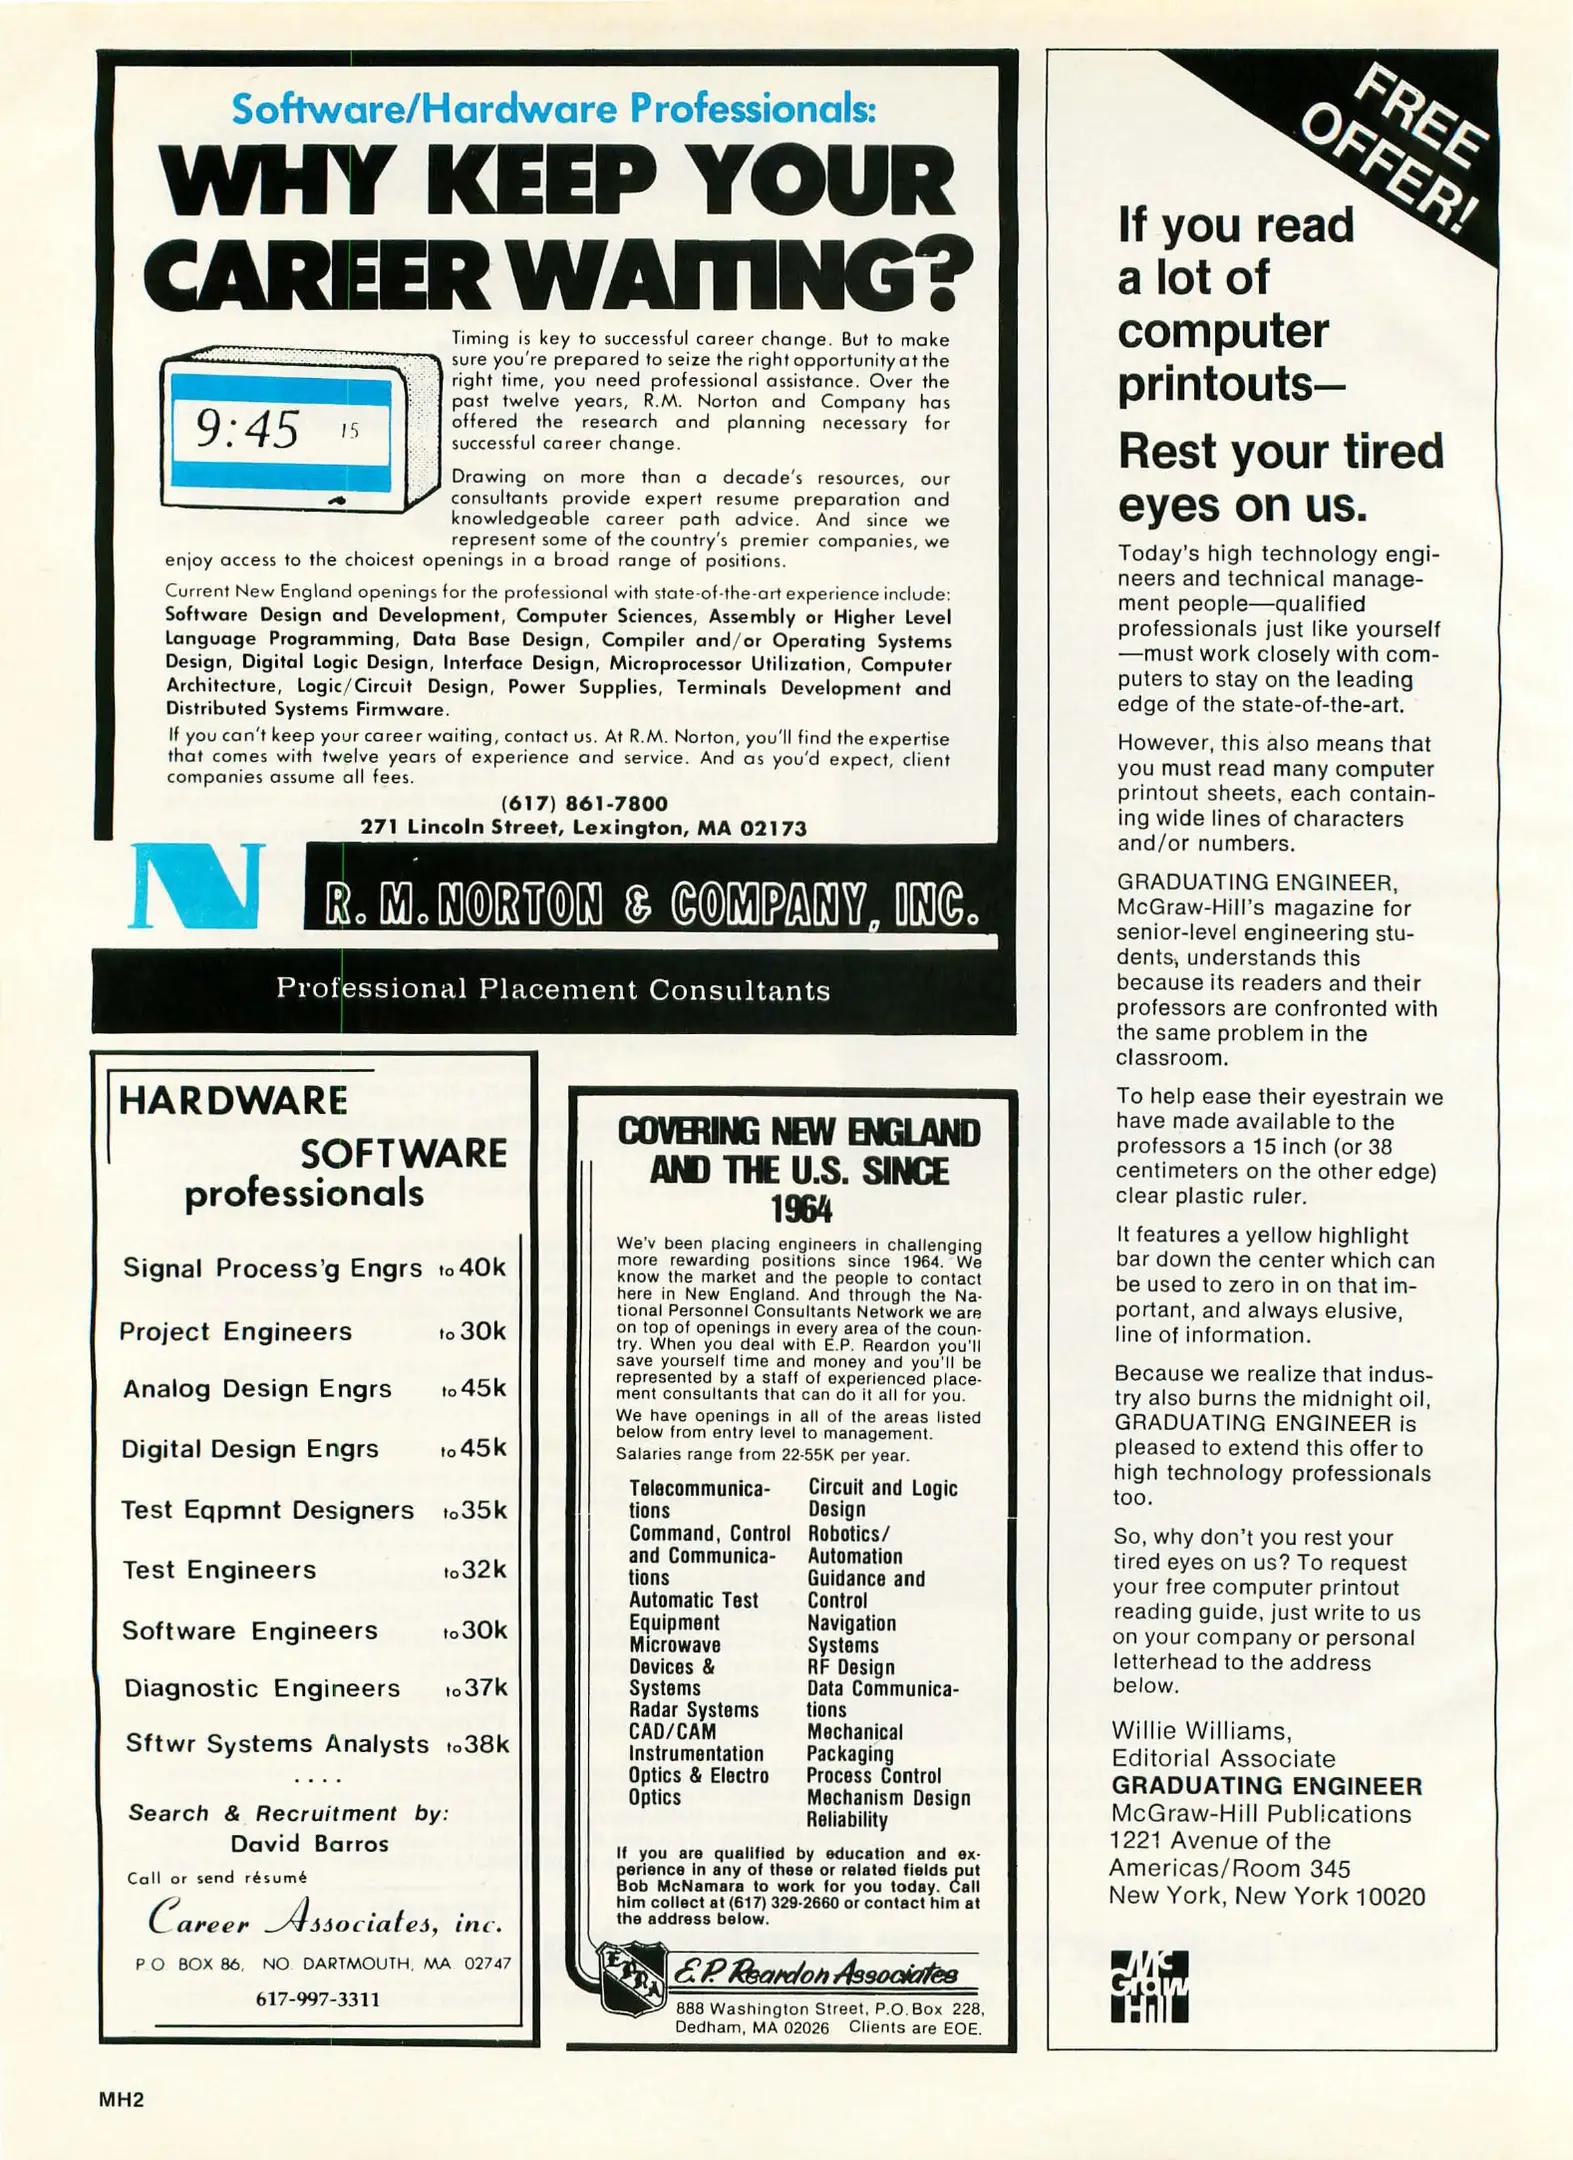 Software/Hardware Professionals:
WHY KEEP YOUR
CAREER WAITING?
9:45 15
Timing is key to successful career change. But to make
sure you're prepared to seize the right opportunity at the
right time, you need professional assistance. Over the
past twelve years, R.M. Norton and Company has
offered the research and planning necessary for
successful career change.
Drawing on more than a decade's resources, our
consultants provide expert resume preparation and
knowledgeable career path advice. And since we
represent some of the country's premier companies, we
enjoy access to the choicest openings in a broad range of positions.
Current New England openings for the professional with state-of-the-art experience include:
Software Design and Development, Computer Sciences, Assembly or Higher Level
Language Programming, Data Base Design, Compiler and/or Operating Systems
Design, Digital Logic Design, Interface Design, Microprocessor Utilization, Computer
Architecture, Logic/Circuit Design, Power Supplies, Terminals Development and
Distributed Systems Firmware.
If you can't keep your career waiting, contact us. At R.M. Norton, you'll find the expertise
that comes with twelve years of experience and service. And as you'd expect, client
companies assume all fees.
(617) 861-7800
271 Lincoln Street, Lexington, MA 02173
N R. M. NORTON & COMPANY, INC.
Professional Placement Consultants
HARDWARE
SOFTWARE
professionals
Signal Process'g Engrs to 40k
Project Engineers to 30k
Analog Design Engrs to 45k
Digital Design Engrs to 45k
Test Eqpmnt Designers to 35k
Test Engineers to 32k
Software Engineers to 30k
Diagnostic Engineers to 37k
Sftwr Systems Analysts to 38k
. . . .
Search & Recruitment by:
David Barros
Call or send résumé
Career Associates, inc.
P.O. BOX 86, NO. DARTMOUTH, MA 02747
617-997-3311
COVERING NEW ENGLAND
AND THE U.S. SINCE
1964
We'v been placing engineers in challenging
more rewarding positions since 1964. We
know the market and the people to contact
here in New England. And through the Na-
tional Personnel Consultants Network we are
on top of openings in every area of the coun-
try. When you deal with E.P. Reardon you'll
save yourself time and money and you'll be
represented by a staff of experienced place-
ment consultants that can do it all for you.
We have openings in all of the areas listed
below from entry level to management.
Salaries range from 22-55K per year.
Telecommunica-
tions
Command, Control
and Communica-
tions
Automatic Test
Equipment
Microwave
Devices &
Systems
Radar Systems
CAD/CAM
Instrumentation
Optics & Electro
Optics
Circuit and Logic
Design
Robotics/
Automation
Guidance and
Control
Navigation
Systems
RF Design
Data Communica-
tions
Mechanical
Packaging
Process Control
Mechanism Design
Reliability
If you are qualified by education and ex-
perience in any of these or related fields put
Bob McNamara to work for you today. Call
him collect at (617) 329-2660 or contact him at
the address below.
EPRA
E.P. Reardon Associates
888 Washington Street, P.O. Box 228,
Dedham, MA 02026 Clients are EOE.
FREE
OFFER!
If you read
a lot of
computer
printouts—
Rest your tired
eyes on us.
Today's high technology engi-
neers and technical manage-
ment people—qualified
professionals just like yourself
—must work closely with com-
puters to stay on the leading
edge of the state-of-the-art.
However, this also means that
you must read many computer
printout sheets, each contain-
ing wide lines of characters
and/or numbers.
GRADUATING ENGINEER,
McGraw-Hill's magazine for
senior-level engineering stu-
dents, understands this
because its readers and their
professors are confronted with
the same problem in the
classroom.
To help ease their eyestrain we
have made available to the
professors a 15 inch (or 38
centimeters on the other edge)
clear plastic ruler.
It features a yellow highlight
bar down the center which can
be used to zero in on that im-
portant, and always elusive,
line of information.
Because we realize that indus-
try also burns the midnight oil,
GRADUATING ENGINEER is
pleased to extend this offer to
high technology professionals
too.
So, why don't you rest your
tired eyes on us? To request
your free computer printout
reading guide, just write to us
on your company or personal
letterhead to the address
below.
Willie Williams,
Editorial Associate
GRADUATING ENGINEER
McGraw-Hill Publications
1221 Avenue of the
Americas/Room 345
New York, New York 10020
Mc
Graw
Hill
MH2